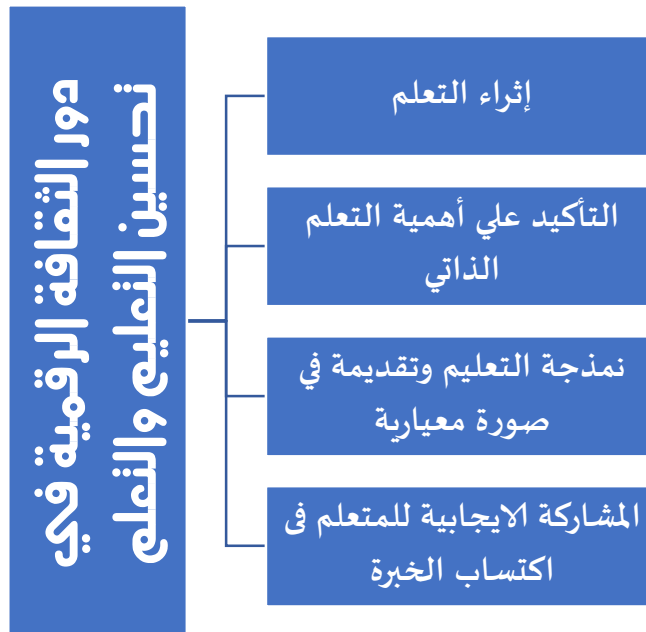 دور الثقافة الرقمية في
تحسين التعليم والتعلم
إثراء التعلم
التأكيد علي أهمية التعلم
الذاتي
نمذجة التعليم وتقديمة في
صورة معيارية
المشاركة الايجابية للمتعلم فى
اكتساب الخبرة